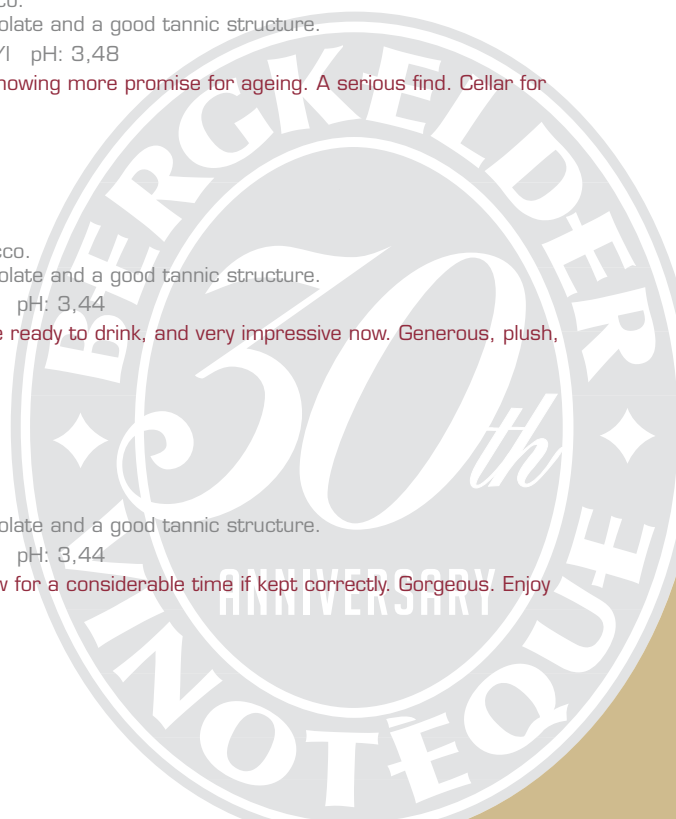 co.
olate and a good tannic structure.
/l pH: 3,48
howing more promise for ageing. A serious find. Cellar for
cco.
olate and a good tannic structure.
pH: 3,44
e ready to drink, and very impressive now. Generous, plush,
olate and a good tannic structure.
pH: 3,44
w for a considerable time if kept correctly. Gorgeous. Enjoy
BERGKELDER
30th
ANNIVERSARY
VINOTÈQUE